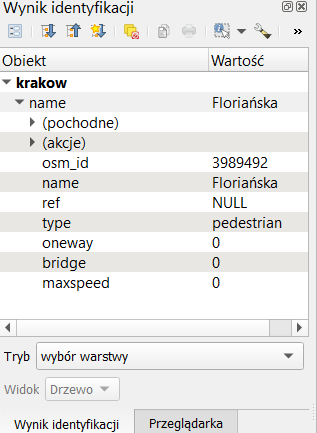 Wynik identyfikacji
»
Obiekt Wartość
krakow
name Floriańska
(pochodne)
(akcje)
osm_id 3989492
name Floriańska
ref NULL
type pedestrian
oneway 0
bridge 0
maxspeed 0
Tryb wybór warstwy
Widok Drzewo
Wynik identyfikacji Przeglądarka